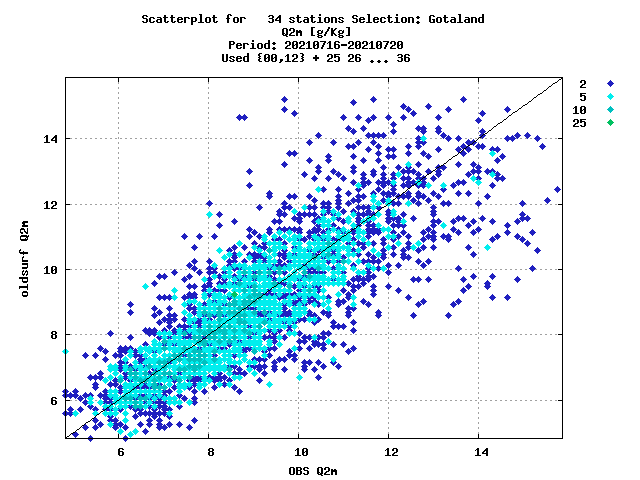 Scatterplot for   34 stations Selection: Gotaland
Q2m [g/Kg]
Period: 20210716-20210720
Used {00,12} + 25 26 ... 36
2
5
10
25
14
12
10
8
6
oldsurf Q2m
6 8 10 12 14
OBS Q2m